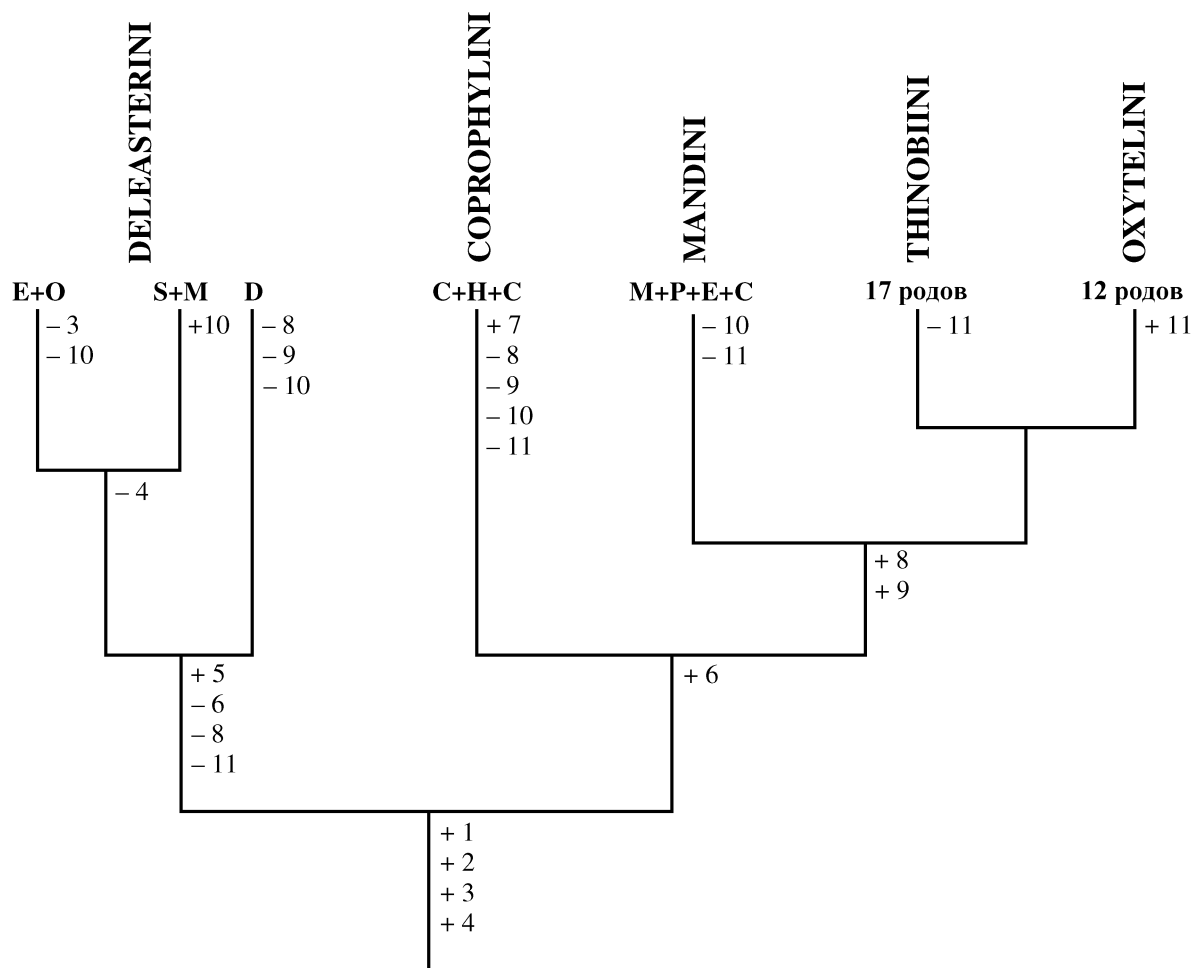 DELEASTERINI
COPROPHYLINI
MANDINI
THINOBIINI
OXYTELINI
E+O
S+M
D
C+H+C
M+P+E+C
17 родов
12 родов
– 3
– 10
+10
– 8
– 9
– 10
+ 7
– 8
– 9
– 10
– 11
– 10
– 11
– 11
+ 11
– 4
+ 8
+ 9
+ 5
– 6
– 8
– 11
+ 6
+ 1
+ 2
+ 3
+ 4